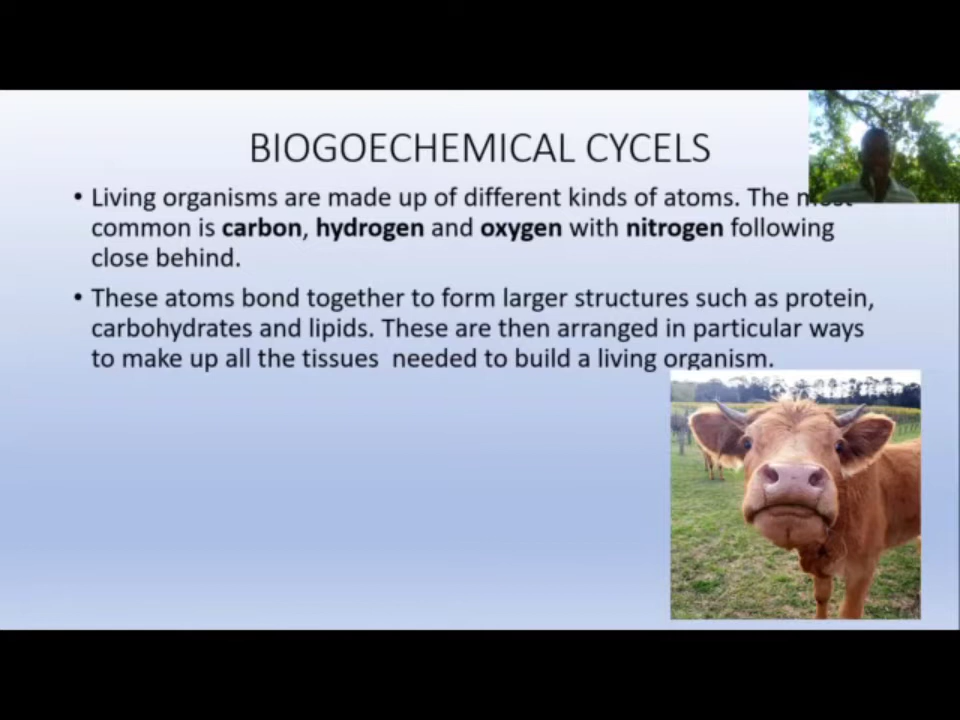 BIOGOECHEMICAL CYCELS
• Living organisms are made up of different kinds of atoms. The
common is carbon, hydrogen and oxygen with nitrogen following
close behind.
• These atoms bond together to form larger structures such as protein,
carbohydrates and lipids. These are then arranged in particular ways
to make up all the tissues needed to build a living organism.